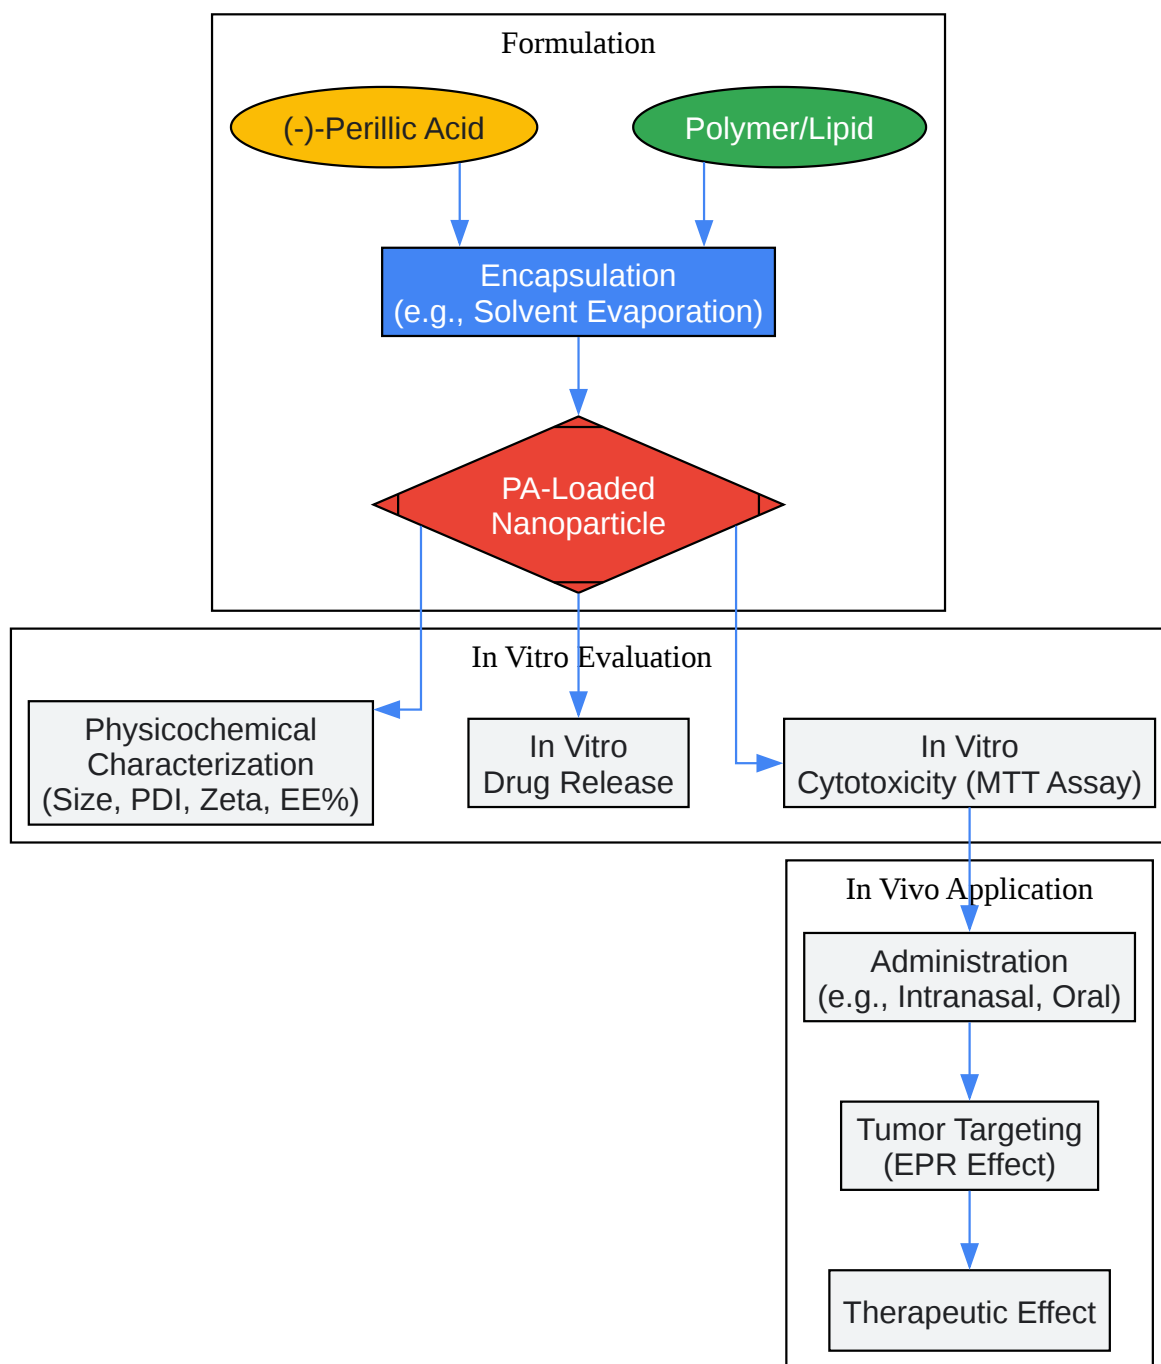 Formulation
(-)-Perillic Acid
Polymer/Lipid
Encapsulation
(e.g., Solvent Evaporation)
PA-Loaded
Nanoparticle
In Vitro Evaluation
Physicochemical
Characterization
(Size, PDI, Zeta, EE%)
In Vitro
Drug Release
In Vitro
Cytotoxicity (MTT Assay)
In Vivo Application
Administration
(e.g., Intranasal, Oral)
Tumor Targeting
(EPR Effect)
Therapeutic Effect